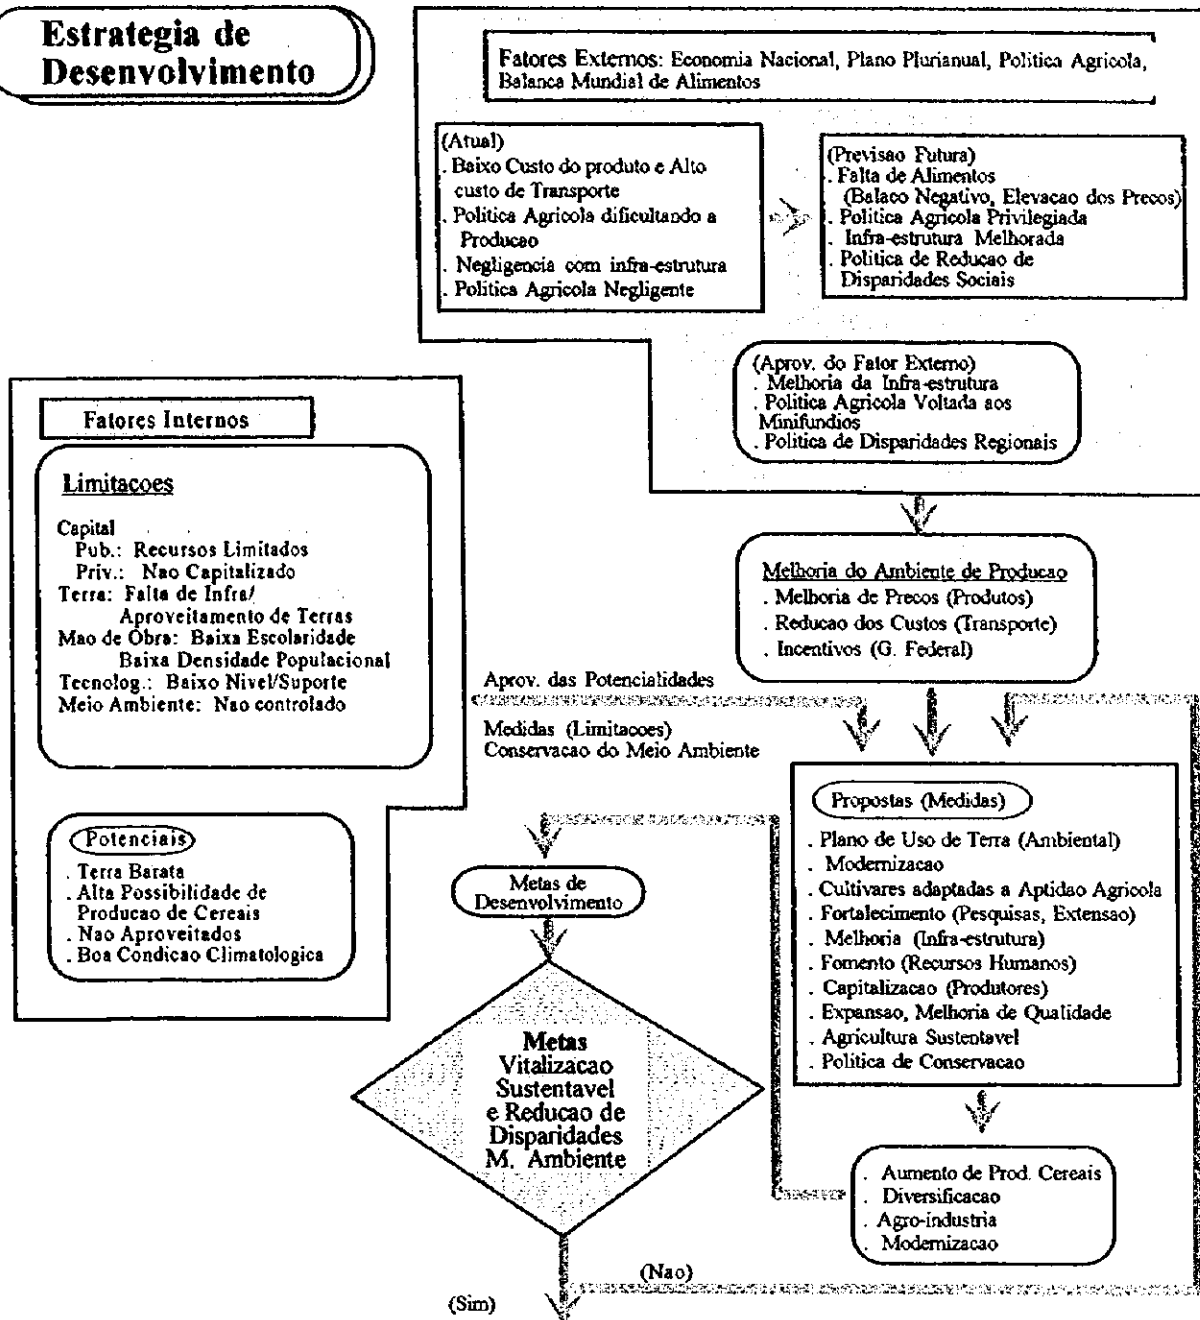 Estrategia de
Desenvolvimento
Fatores Externos: Economia Nacional, Plano Plurianual, Politica Agricola,
Balanca Mundial de Alimentos
(Atual)
. Baixo Custo do produto e Alto
custo de Transporte
. Politica Agricola dificultando a
Producao
. Negligencia com infra-estrutura
. Politica Agricola Negligente
(Previsao Futura)
. Falta de Alimentos
(Balaco Negativo, Elevacao dos Precos)
. Politica Agricola Privilegiada
. Infra-estrutura Melhorada
. Politica de Reducao de
Disparidades Sociais
(Aprov. do Fator Externo)
. Melhoria da Infra-estrutura
. Politica Agricola Voltada aos
Minifundios
. Politica de Disparidades Regionais
Fatores Internos
Limitacoes
Capital
Pub.: Recursos Limitados
Priv.: Nao Capitalizado
Terra: Falta de Infra/
Aproveitamento de Terras
Mao de Obra: Baixa Escolaridade
Baixa Densidade Populacional
Tecnolog.: Baixo Nivel/Suporte
Meio Ambiente: Nao controlado
Potenciais
. Terra Barata
. Alta Possibilidade de
Producao de Cereais
. Nao Aproveitados
. Boa Condicao Climatologica
Melhoria do Ambiente de Producao
. Melhoria de Precos (Produtos)
. Reducao dos Custos (Transporte)
. Incentivos (G. Federal)
Aprov. das Potencialidades
Medidas (Limitacoes)
Conservacao do Meio Ambiente
Propostas (Medidas)
. Plano de Uso de Terra (Ambiental)
. Modernizacao
. Cultivares adaptadas a Aptidao Agricola
. Fortalecimento (Pesquisas, Extensao)
. Melhoria (Infra-estrutura)
. Fomento (Recursos Humanos)
. Capitalizacao (Produtores)
. Expansao, Melhoria de Qualidade
. Agricultura Sustentavel
. Politica de Conservacao
Metas de
Desenvolvimento
Metas
Vitalizacao
Sustentavel
e Reducao de
Disparidades
M. Ambiente
. Aumento de Prod. Cereais
. Diversificacao
. Agro-industria
. Modernizacao
(Nao)
(Sim)